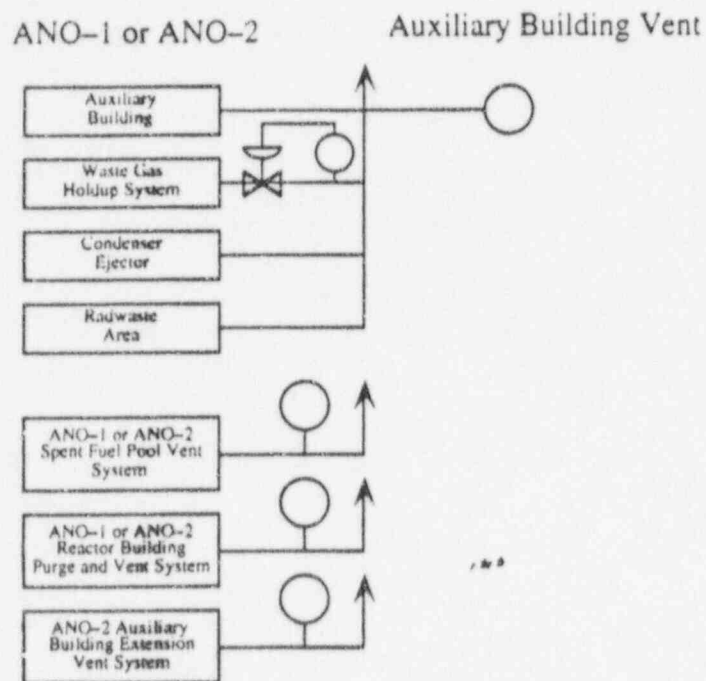 ANO–1 or ANO–2
Auxiliary Building Vent
Auxiliary
Building
Waste Gas
Holdup System
Condenser
Ejector
Radwaste
Area
ANO–1 or ANO–2
Spent Fuel Pool Vent
System
ANO–1 or ANO–2
Reactor Building
Purge and Vent System
ANO–2 Auxiliary
Building Extension
Vent System